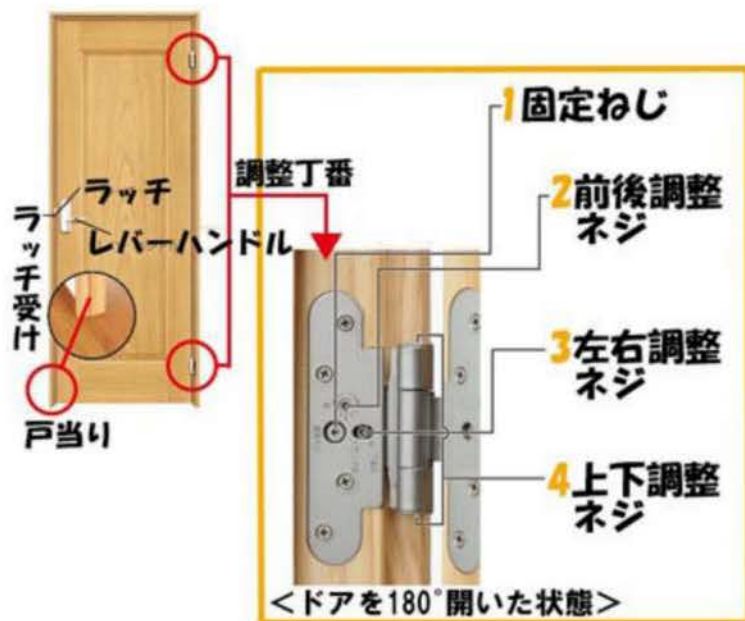 ラッチ
レバーハンドル
ラッチ受け
戸当り
調整丁番
1固定ねじ
2前後調整
ネジ
3左右調整
ネジ
4上下調整
ネジ
＜ドアを180°開いた状態＞